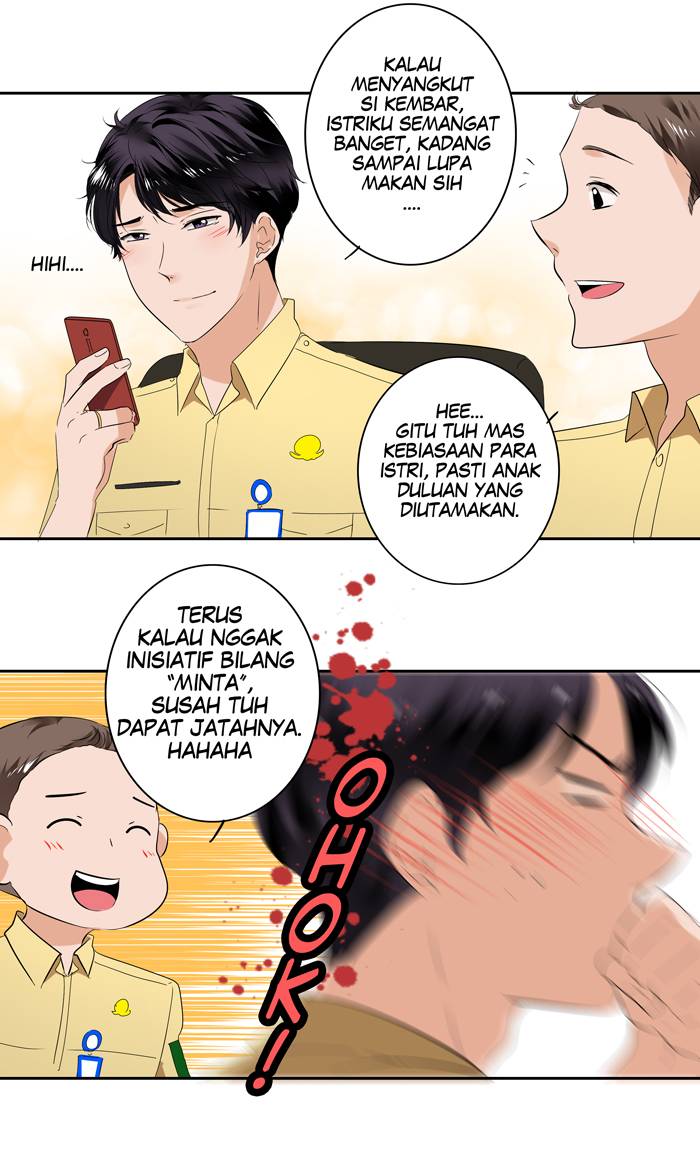 KALAU
MENYANGKUT
SI KEMBAR,
ISTRIKU SEMANGAT
BANGET, KADANG
SAMPAI LUPA
MAKAN SIH
....
HIHI....
HEE...
GITU TUH MAS
KEBIASAAN PARA
ISTRI, PASTI ANAK
DULUAN YANG
DIUTAMAKAN.
TERUS
KALAU NGGAK
INISIATIF BILANG
"MINTA",
SUSAH TUH
DAPAT JATAHNYA.
HAHAHA
OHOK!